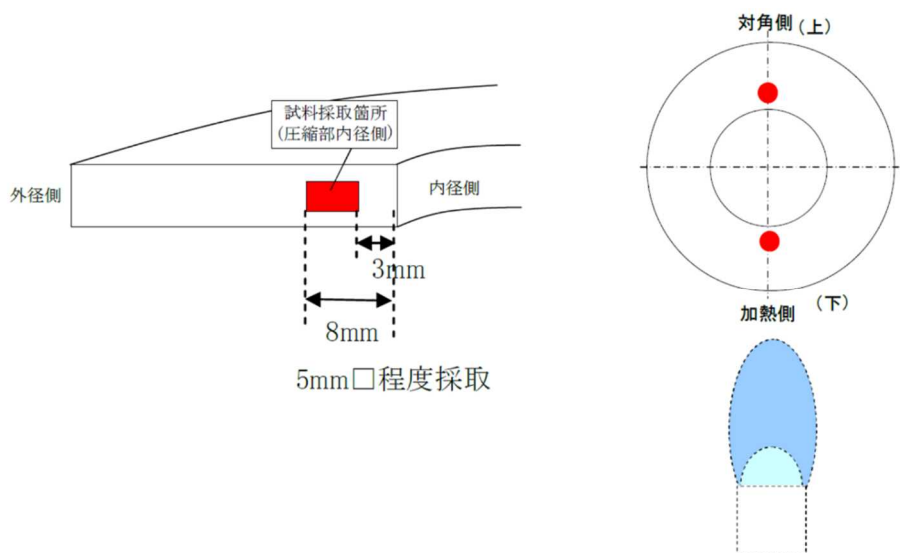 試料採取箇所
(圧縮部内径側)
外径側
内径側
3mm
8mm
5mm□程度採取
対角側(上)
(下)
加熱側